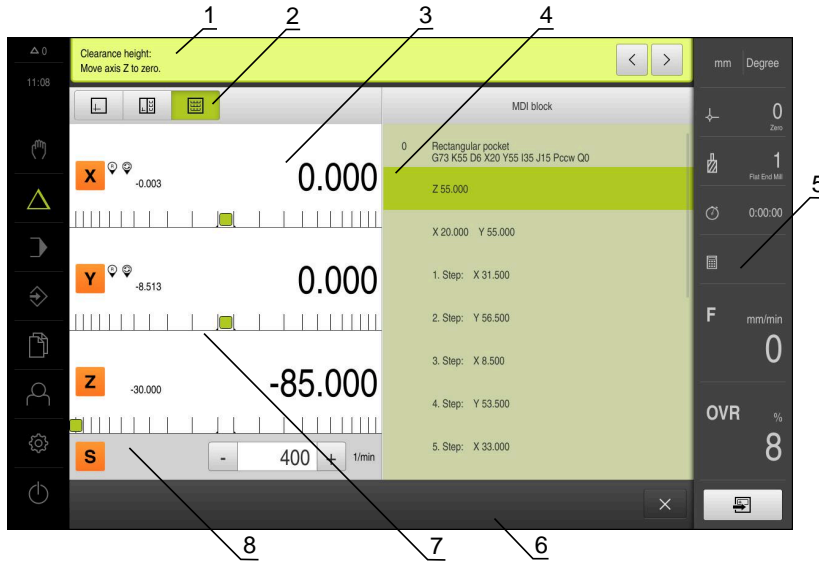 1
2
3
4
0
11:08
Clearance height:
Move axis Z to zero.
< >
mm Degree
MDI block
0
Zero
X R -0.003 0.000
0 Rectangular pocket
G73 K55 D6 X20 Y55 I35 J15 Pccw Q0
Z 55.000
1
Flat End Mill
5
0:00:00
X 20.000 Y 55.000
Y R -8.513 0.000
1. Step: X 31.500
2. Step: Y 56.500
F mm/min
0
3. Step: X 8.500
Z -30.000 -85.000
4. Step: Y 53.500
OVR %
8
5. Step: X 33.000
S - 400 + 1/min
×
8
7
6